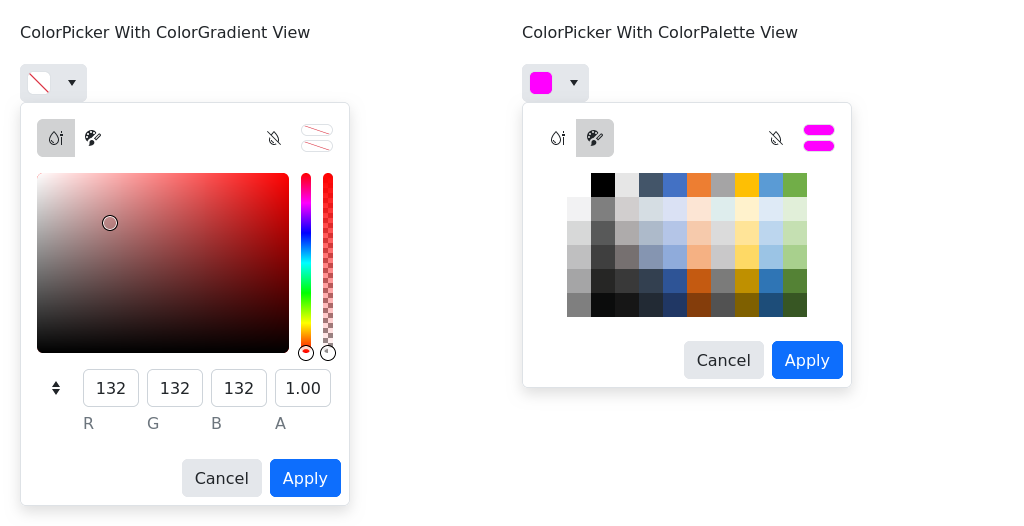 ColorPicker With ColorGradient View
132 132 132 1.00
R G B A
Cancel Apply
ColorPicker With ColorPalette View
Cancel Apply